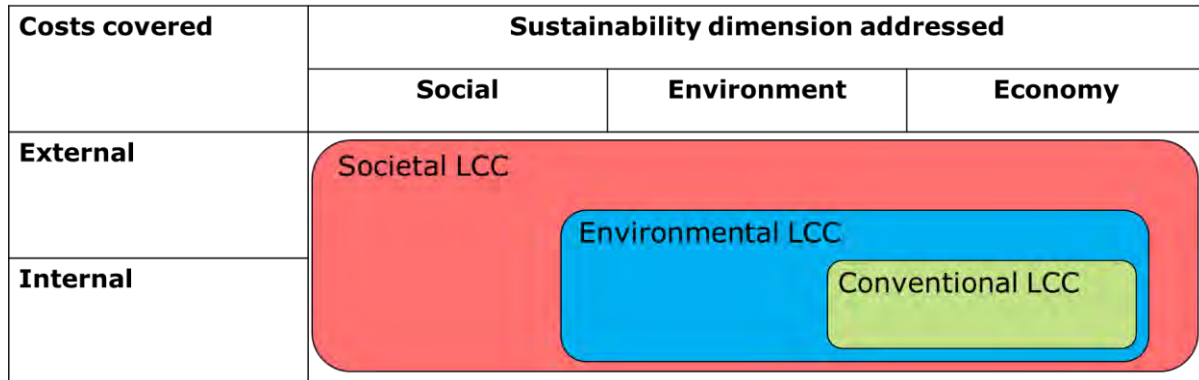 Costs covered
Sustainability dimension addressed
Social
Environment
Economy
External
Societal LCC
Environmental LCC
Internal
Conventional LCC